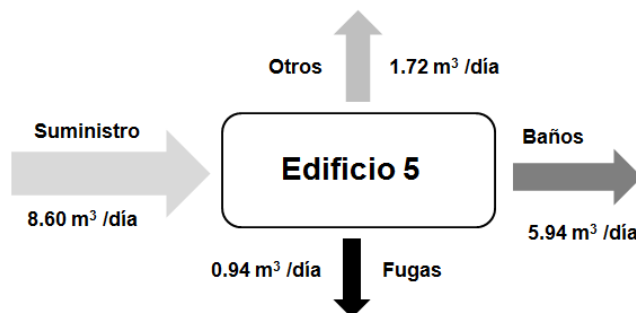 Otros 1.72 m³ /día
Suministro
Baños
Edificio 5
8.60 m³ /día
5.94 m³ /día
0.94 m³ /día Fugas